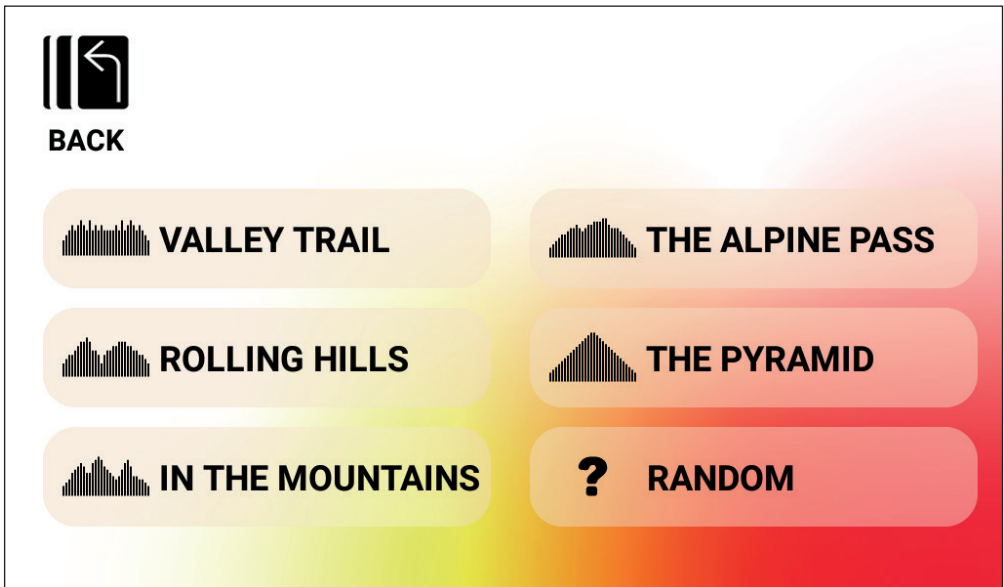 BACK
VALLEY TRAIL
THE ALPINE PASS
ROLLING HILLS
THE PYRAMID
IN THE MOUNTAINS
? RANDOM